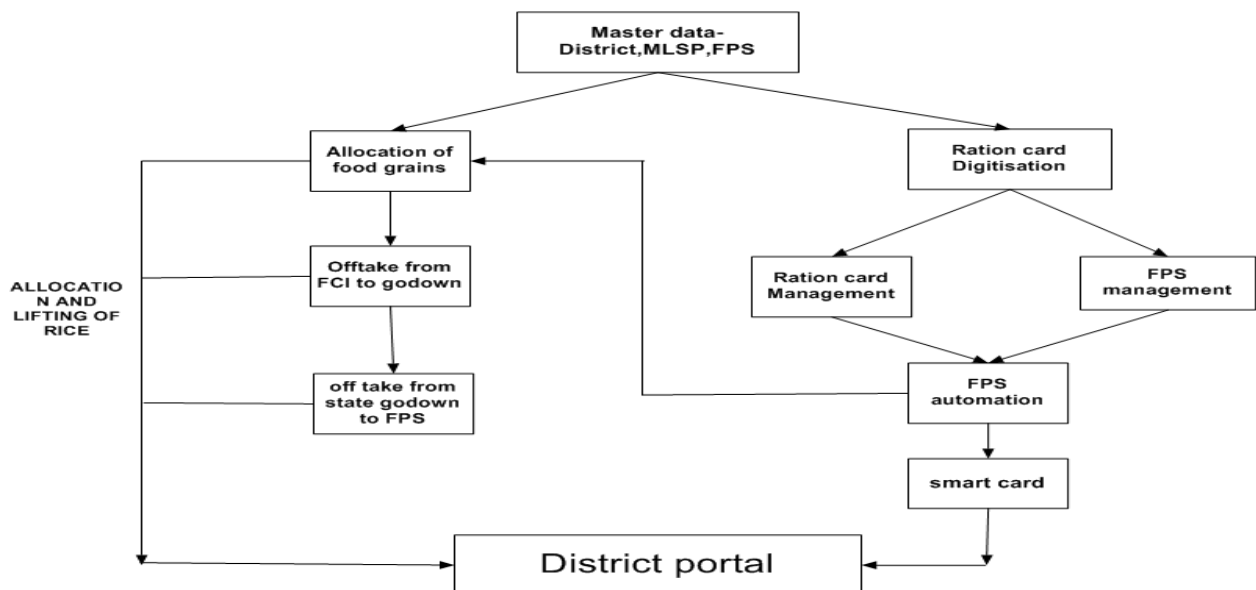 Master data-
District,MLSP,FPS
Allocation of
food grains
Ration card
Digitisation
Offtake from
FCI to godown
Ration card
Management
FPS
management
ALLOCATIO
N AND
LIFTING OF
RICE
off take from
state godown
to FPS
FPS
automation
smart card
District portal